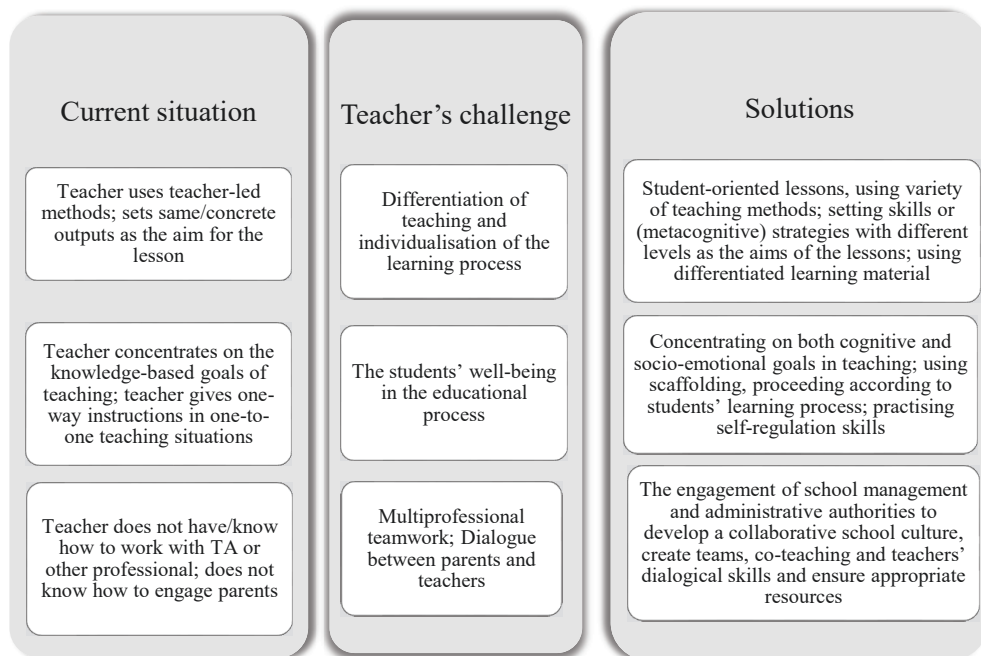 Current situation
Teacher uses teacher-led
methods; sets same/concrete
outputs as the aim for the
lesson
Teacher concentrates on the
knowledge-based goals of
teaching; teacher gives one-
way instructions in one-to-
one teaching situations
Teacher does not have/know
how to work with TA or
other professional; does not
know how to engage parents
Teacher’s challenge
Differentiation of
teaching and
individualisation of the
learning process
The students’ well-being
in the educational
process
Multiprofessional
teamwork; Dialogue
between parents and
teachers
Solutions
Student-oriented lessons, using variety
of teaching methods; setting skills or
(metacognitive) strategies with different
levels as the aims of the lessons; using
differentiated learning material
Concentrating on both cognitive and
socio-emotional goals in teaching; using
scaffolding, proceeding according to
students’ learning process; practising
self-regulation skills
The engagement of school management
and administrative authorities to
develop a collaborative school culture,
create teams, co-teaching and teachers’
dialogical skills and ensure appropriate
resources